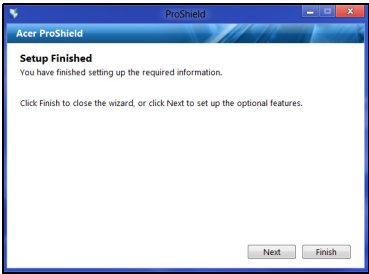 ProShield
Acer ProShield
Setup Finished
You have finished setting up the required information.
Click Finish to close the wizard, or click Next to set up the optional features.
Next Finish